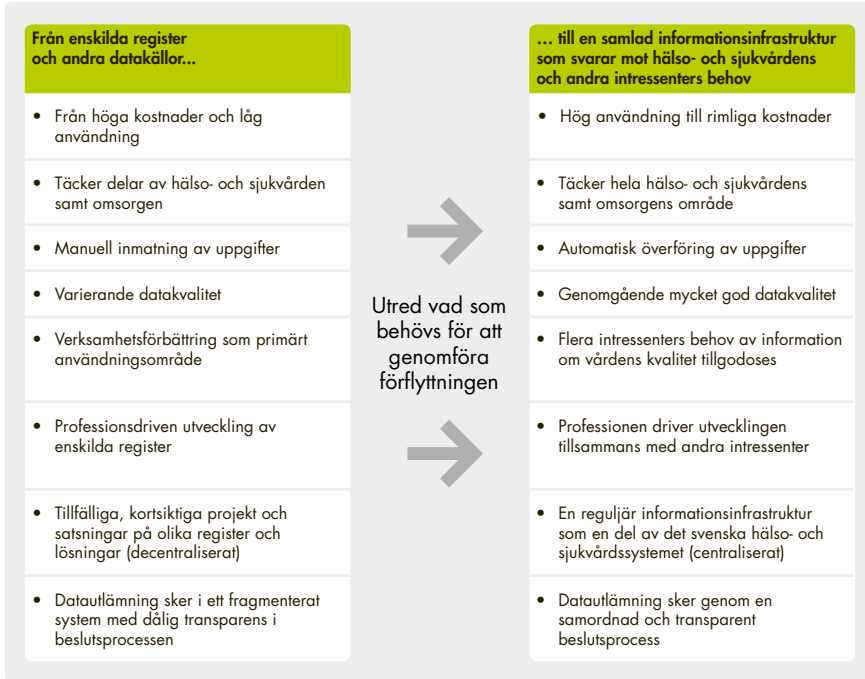 Från enskilda register
och andra datakällor...
• Från höga kostnader och låg
användning
• Täcker delar av hälso- och sjukvården
samt omsorgen
• Manuell inmatning av uppgifter
• Varierande datakvalitet
• Verksamhetsförbättring som primärt
användningsområde
• Professionsdriven utveckling av
enskilda register
• Tillfälliga, kortsiktiga projekt och
satsningar på olika register och
lösningar (decentraliserat)
• Datautlämning sker i ett fragmenterat
system med dålig transparens i
beslutsprocessen
Utred vad som
behövs för att
genomföra
förflyttningen
... till en samlad informationsinfrastruktur
som svarar mot hälso- och sjukvårdens
och andra intressenters behov
• Hög användning till rimliga kostnader
• Täcker hela hälso- och sjukvårdens
samt omsorgens område
• Automatisk överföring av uppgifter
• Genomgående mycket god datakvalitet
• Flera intressenters behov av information
om vårdens kvalitet tillgodoses
• Professionen driver utvecklingen
tillsammans med andra intressenter
• En reguljär informationsinfrastruktur
som en del av det svenska hälso- och
sjukvårdssystemet (centraliserat)
• Datautlämning sker genom en
samordnad och transparent
beslutsprocess